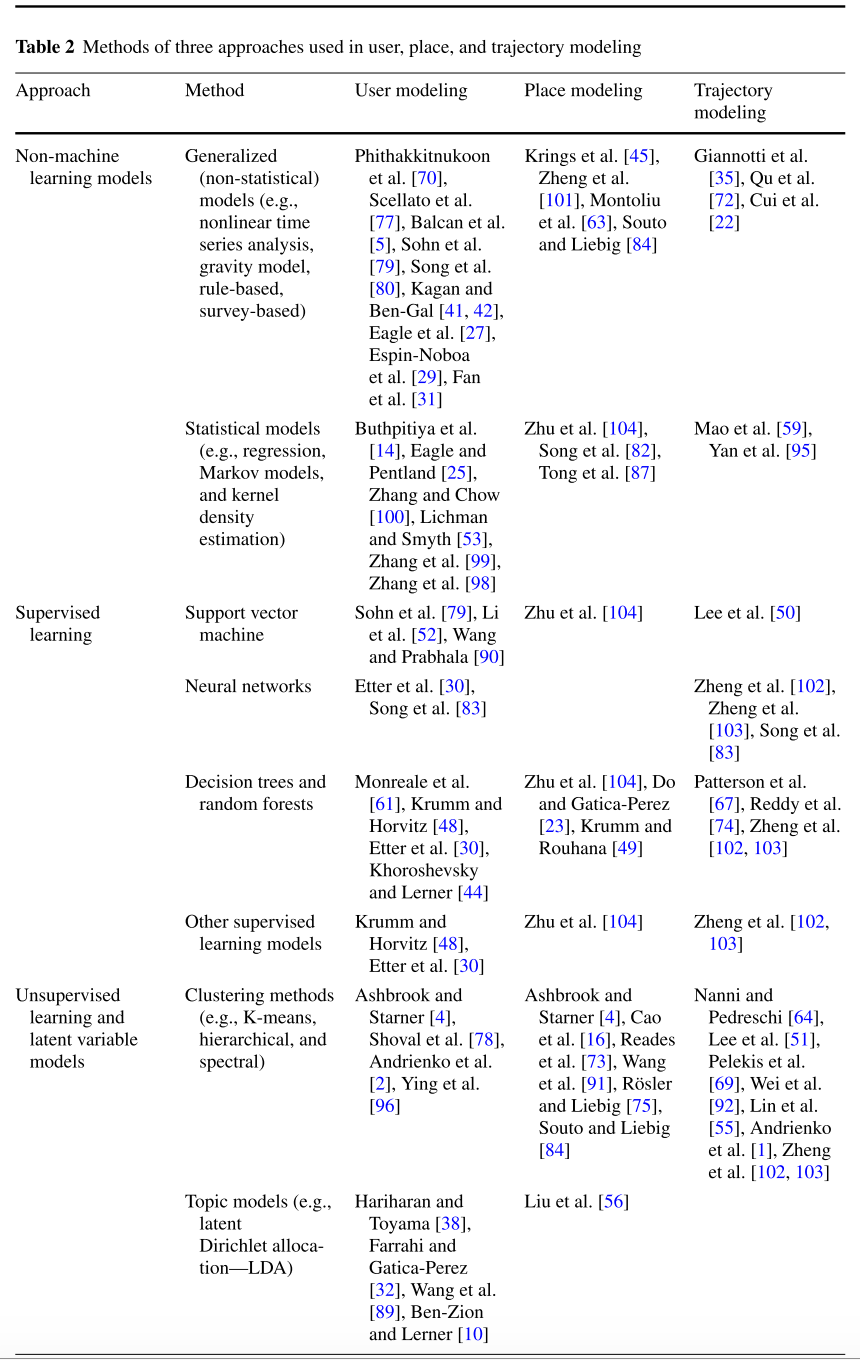 Table 2 Methods of three approaches used in user, place, and trajectory modeling
Approach
Method
User modeling
Place modeling
Trajectory
modeling
Non-machine
learning models
Generalized
(non-statistical)
models (e.g.,
nonlinear time
series analysis,
gravity model,
rule-based,
survey-based)
Phithakkitnukoon
et al. [70],
Scellato et al.
[77], Balcan et al.
[5], Sohn et al.
[79], Song et al.
[80], Kagan and
Ben-Gal [41, 42],
Eagle et al. [27],
Espin-Noboa
et al. [29], Fan
et al. [31]
Krings et al. [45],
Zheng et al.
[101], Montoliu
et al. [63], Souto
and Liebig [84]
Giannotti et al.
[35], Qu et al.
[72], Cui et al.
[22]
Statistical models
(e.g., regression,
Markov models,
and kernel
density
estimation)
Buthpitiya et al.
[14], Eagle and
Pentland [25],
Zhang and Chow
[100], Lichman
and Smyth [53],
Zhang et al. [99],
Zhang et al. [98]
Zhu et al. [104],
Song et al. [82],
Tong et al. [87]
Mao et al. [59],
Yan et al. [95]
Supervised
learning
Support vector
machine
Sohn et al. [79], Li
et al. [52], Wang
and Prabhala [90]
Zhu et al. [104]
Lee et al. [50]
Neural networks
Etter et al. [30],
Song et al. [83]
Zheng et al. [102],
Zheng et al.
[103], Song et al.
[83]
Decision trees and
random forests
Monreale et al.
[61], Krumm and
Horvitz [48],
Etter et al. [30],
Khoroshevsky
and Lerner [44]
Zhu et al. [104], Do
and Gatica-Perez
[23], Krumm and
Rouhana [49]
Patterson et al.
[67], Reddy et al.
[74], Zheng et al.
[102, 103]
Other supervised
learning models
Krumm and
Horvitz [48],
Etter et al. [30]
Zhu et al. [104]
Zheng et al. [102,
103]
Unsupervised
learning and
latent variable
models
Clustering methods
(e.g., K-means,
hierarchical, and
spectral)
Ashbrook and
Starner [4],
Shoval et al. [78],
Andrienko et al.
[2], Ying et al.
[96]
Ashbrook and
Starner [4], Cao
et al. [16], Reades
et al. [73], Wang
et al. [91], Rösler
and Liebig [75],
Souto and Liebig
[84]
Nanni and
Pedreschi [64],
Lee et al. [51],
Pelekis et al.
[69], Wei et al.
[92], Lin et al.
[55], Andrienko
et al. [1], Zheng
et al. [102, 103]
Topic models (e.g.,
latent
Dirichlet alloca-
tion—LDA)
Hariharan and
Toyama [38],
Farrahi and
Gatica-Perez
[32], Wang et al.
[89], Ben-Zion
and Lerner [10]
Liu et al. [56]